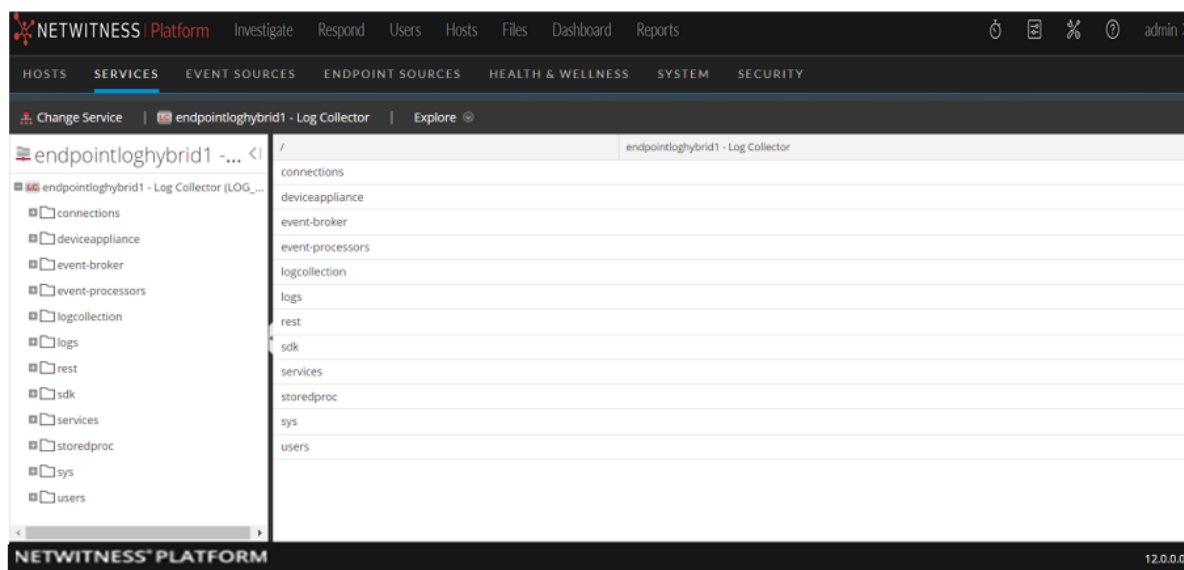 NETWITNESS | Platform Investigate Respond Users Hosts Files Dashboard Reports admin
HOSTS SERVICES EVENT SOURCES ENDPOINT SOURCES HEALTH & WELLNESS SYSTEM SECURITY
Change Service | LC endpointloghybrid1 - Log Collector | Explore
endpointloghybrid1 -...
/ endpointloghybrid1 - Log Collector
LC endpointloghybrid1 - Log Collector (LOG_...
connections
deviceappliance
event-broker
event-processors
logcollection
logs
rest
sdk
services
storedproc
sys
users
connections
deviceappliance
event-broker
event-processors
logcollection
logs
rest
sdk
services
storedproc
sys
users
NETWITNESS® PLATFORM 12.0.0.0